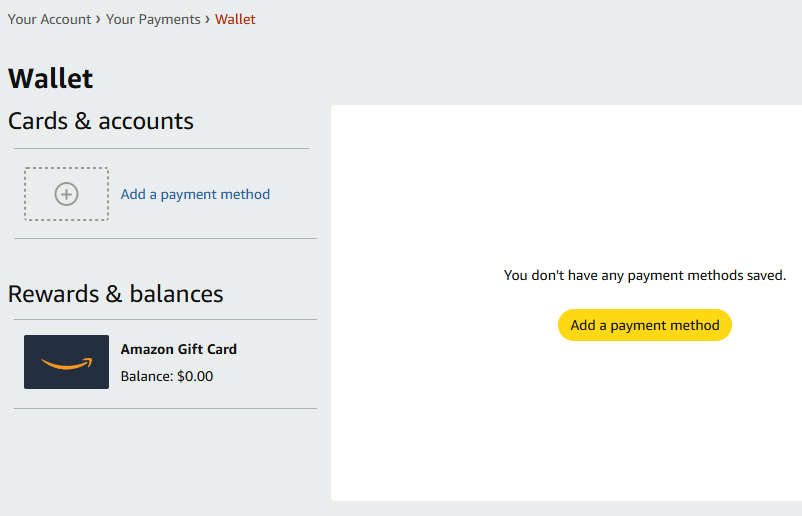 Your Account › Your Payments › Wallet
Wallet
Cards & accounts
Add a payment method
Rewards & balances
Amazon Gift Card
Balance: $0.00
You don't have any payment methods saved.
Add a payment method